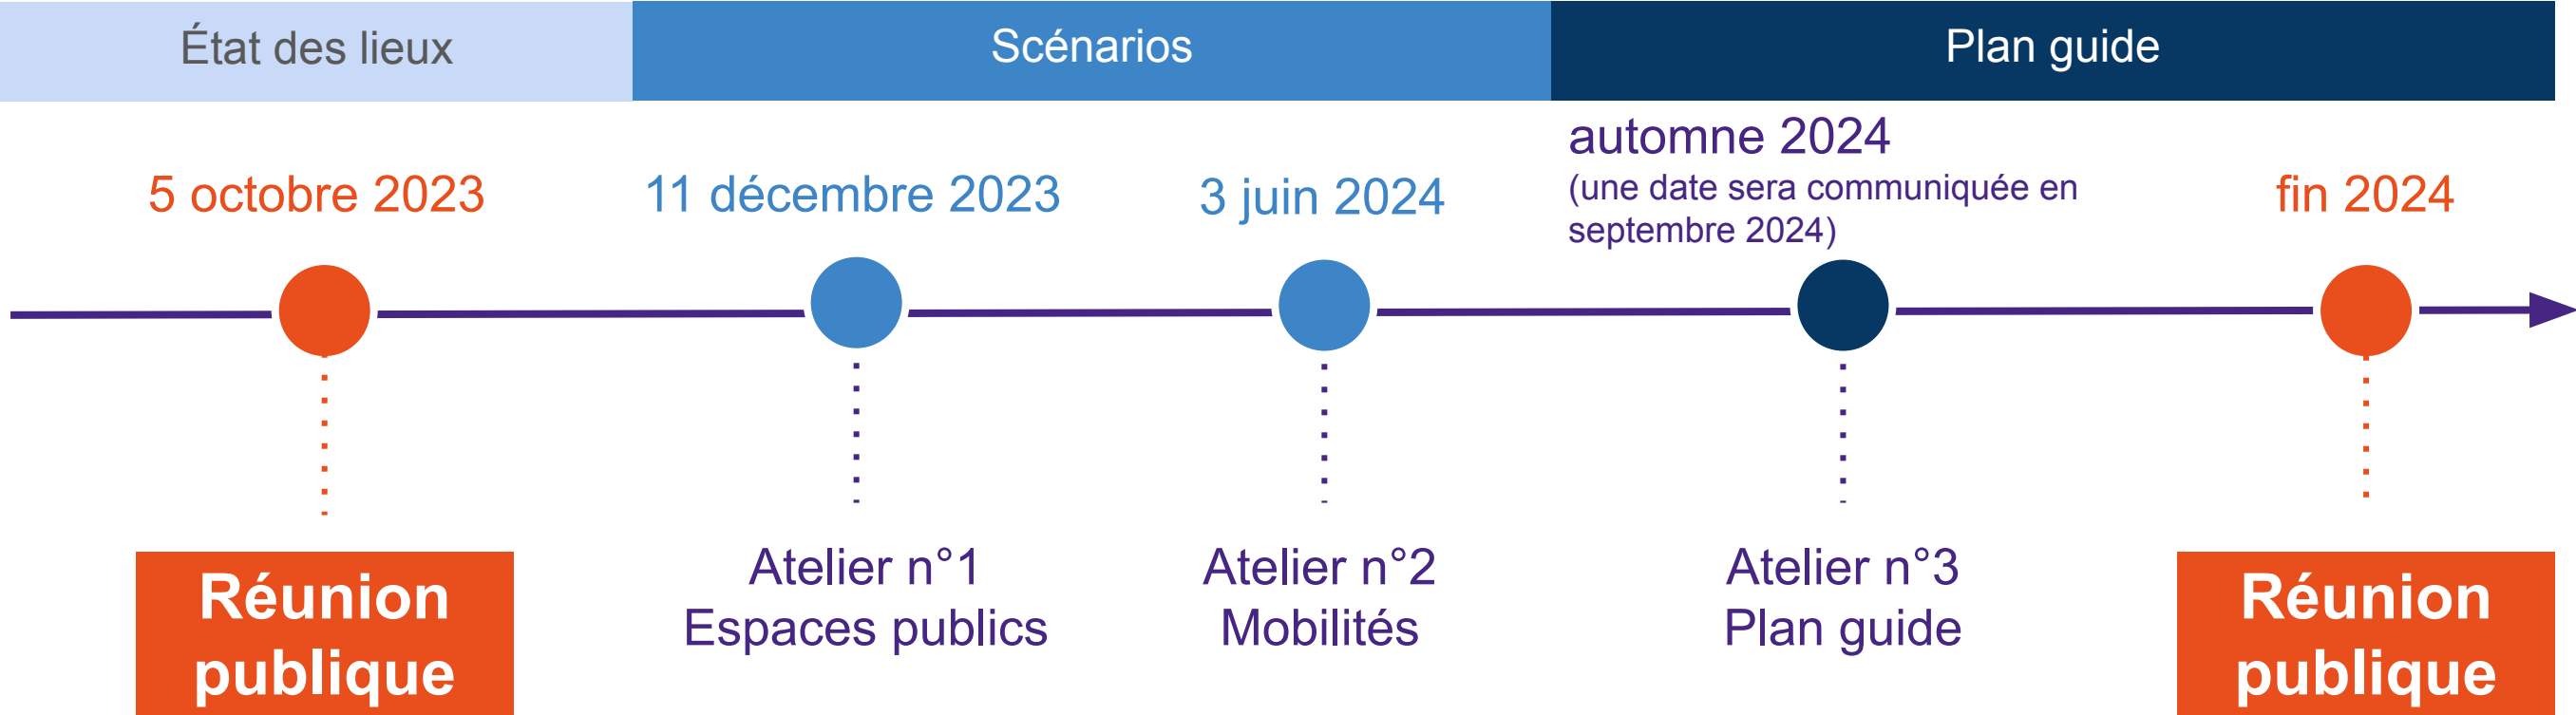 État des lieux
Scénarios
Plan guide
5 octobre 2023
11 décembre 2023
3 juin 2024
automne 2024
(une date sera communiquée en
septembre 2024)
fin 2024
Réunion
publique
Atelier n°1
Espaces publics
Atelier n°2
Mobilités
Atelier n°3
Plan guide
Réunion
publique